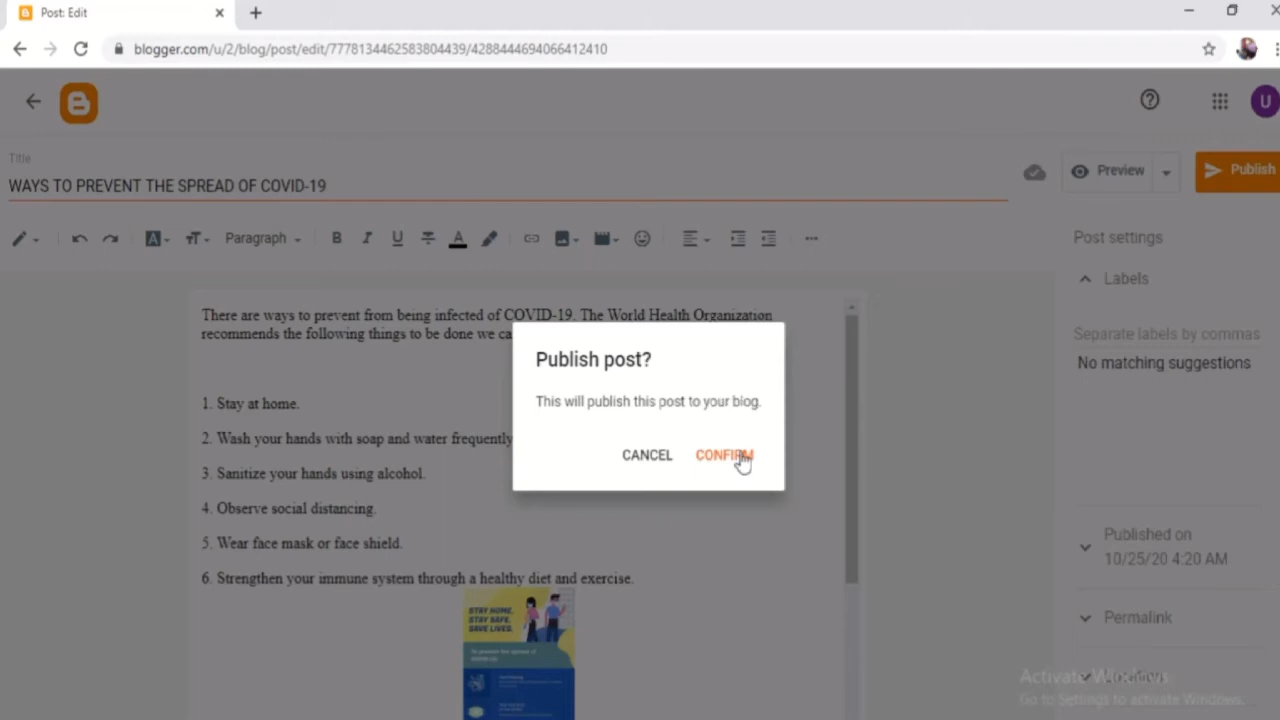 Post: Edit
blogger.com/u/2/blog/post/edit/7778134462583804439/4288444694066412410
U
Title
WAYS TO PREVENT THE SPREAD OF COVID-19
Preview
Publish
Paragraph
B I U A
Post settings
Labels
Separate labels by commas
No matching suggestions
There are ways to prevent from being infected of COVID-19. The World Health Organization
recommends the following things to be done we ca
Publish post?
This will publish this post to your blog.
CANCEL CONFIRM
1. Stay at home.
2. Wash your hands with soap and water frequently
3. Sanitize your hands using alcohol.
4. Observe social distancing.
5. Wear face mask or face shield.
6. Strengthen your immune system through a healthy diet and exercise.
STAY HOME.
STAY SAFE.
SAVE LIVES.
Published on
10/25/20 4:20 AM
Permalink
Activate Windows
Go to Settings to activate Windows.